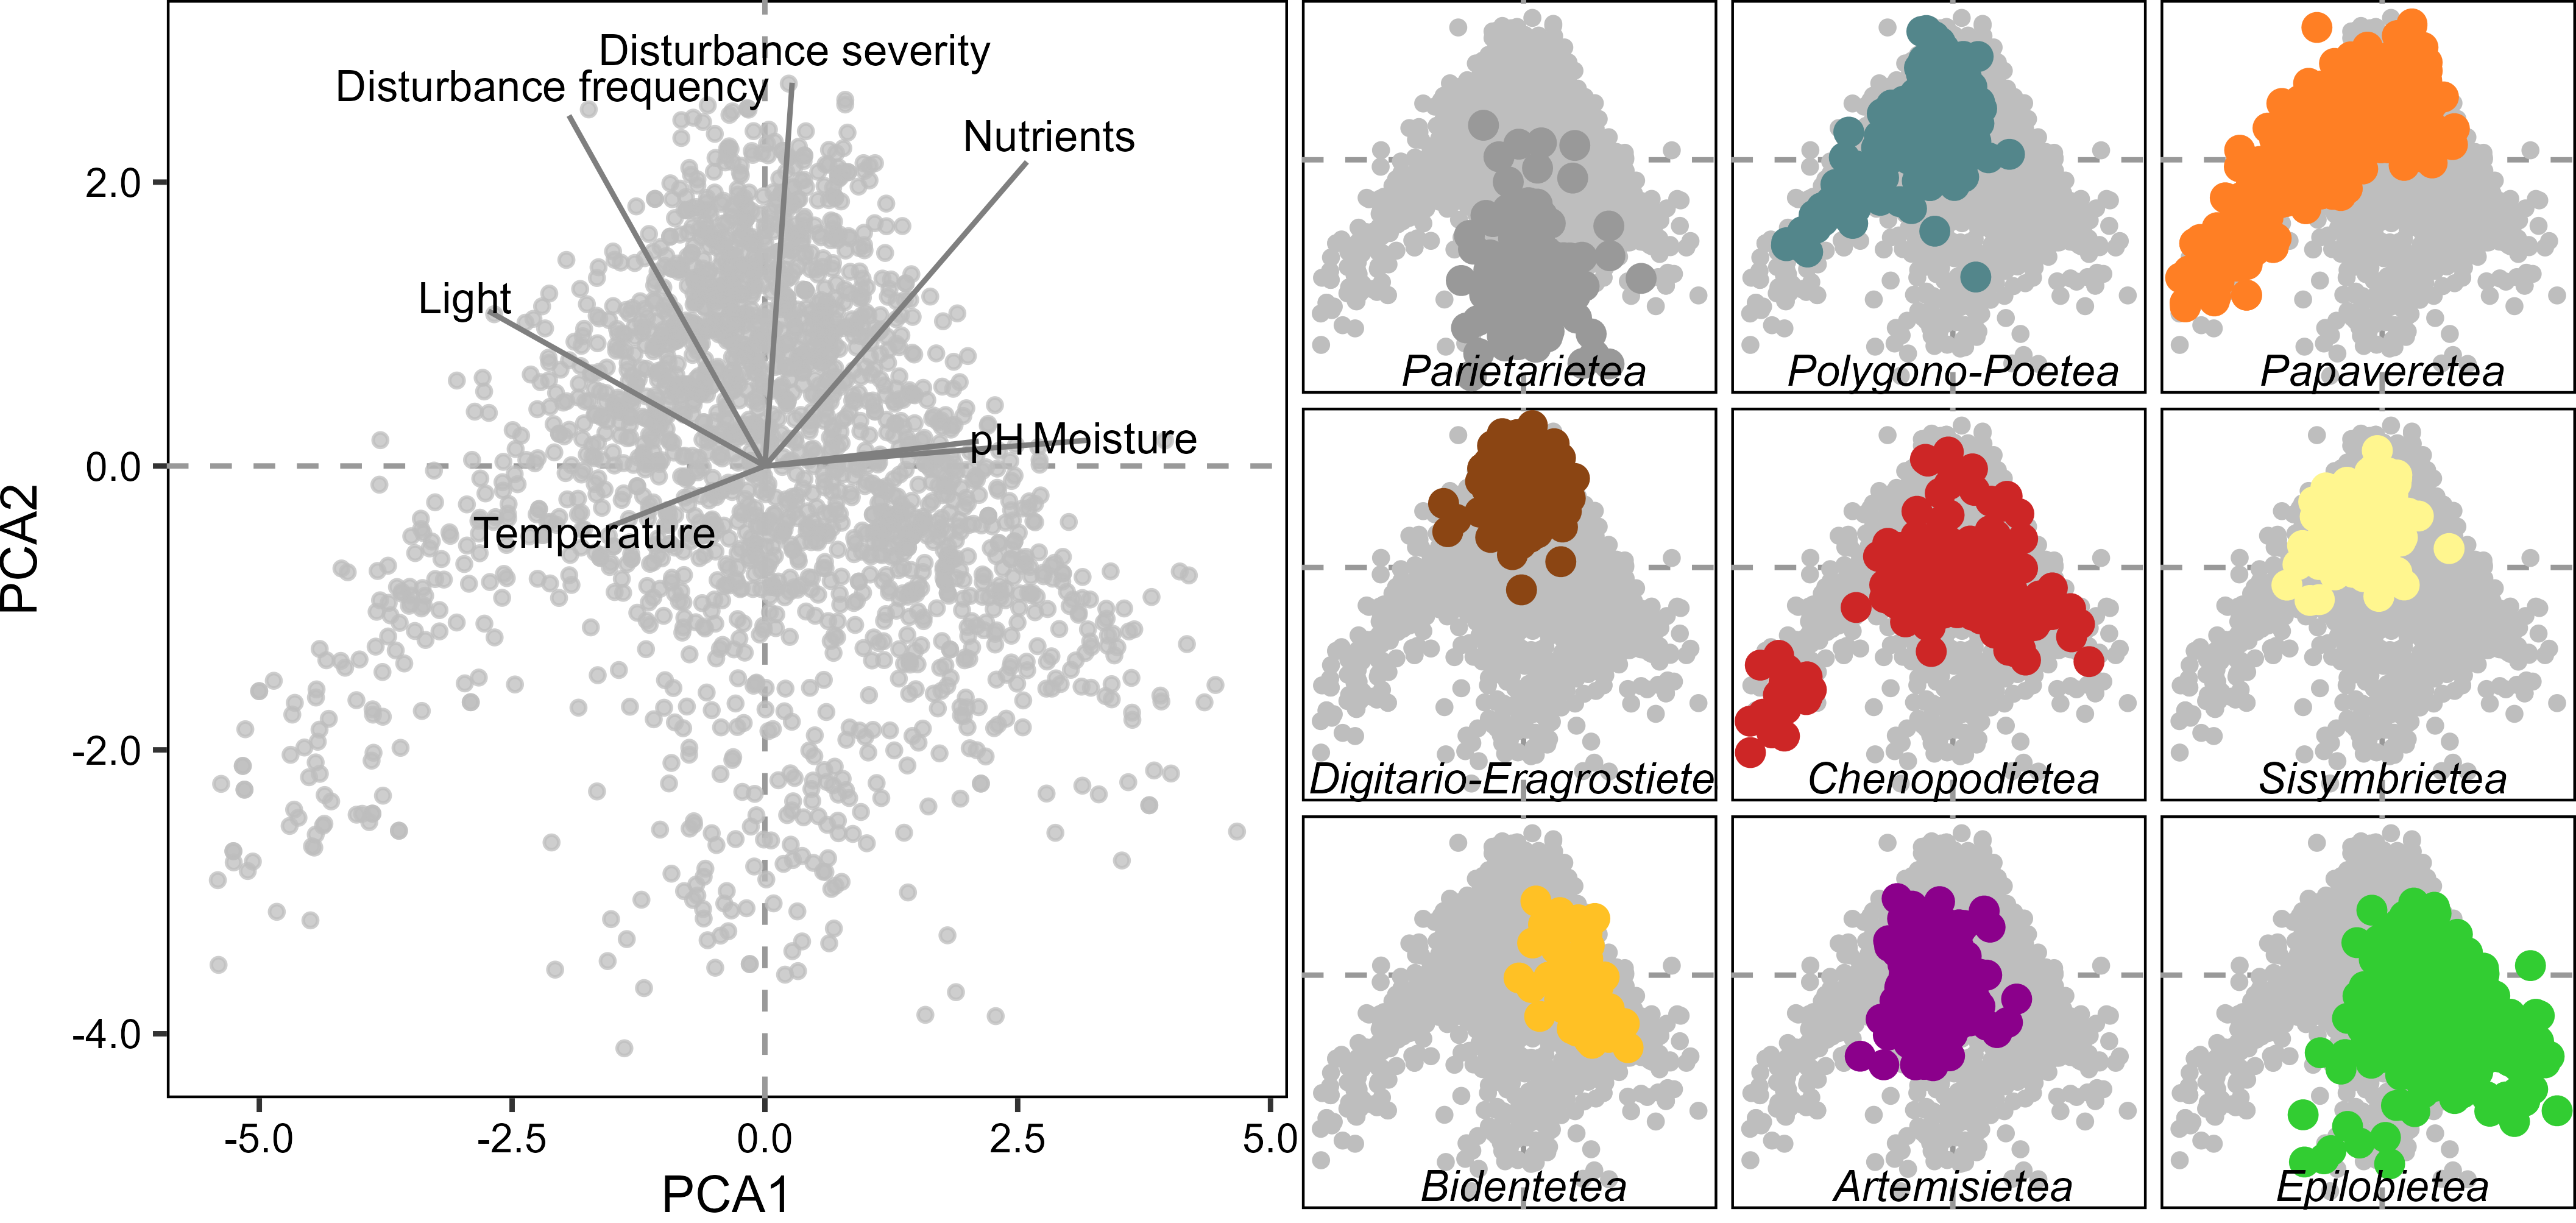 Disturbance severity
Disturbance frequency
Nutrients
Light
pH Moisture
Temperature
PCA2
2.0
0.0
-2.0
-4.0
-5.0 -2.5 0.0 2.5 5.0
PCA1
Parietarietea
Polygono-Poetea
Papaveretea
Digitario-Eragrostiete
Chenopodietea
Sisymbrietea
Bidentetea
Artemisietea
Epilobietea